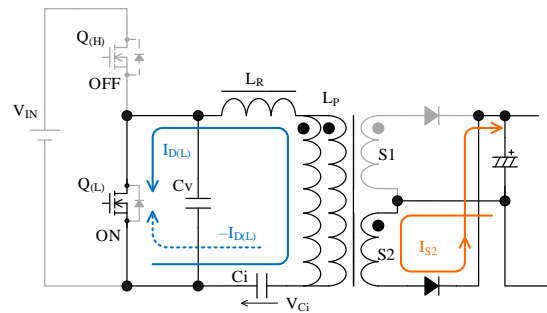 Q(H)
OFF
VIN
LR
LP
ID(L)
S1
Q(L)
Cv
ON
−ID(L)
S2
IS2
Ci
VCi
+